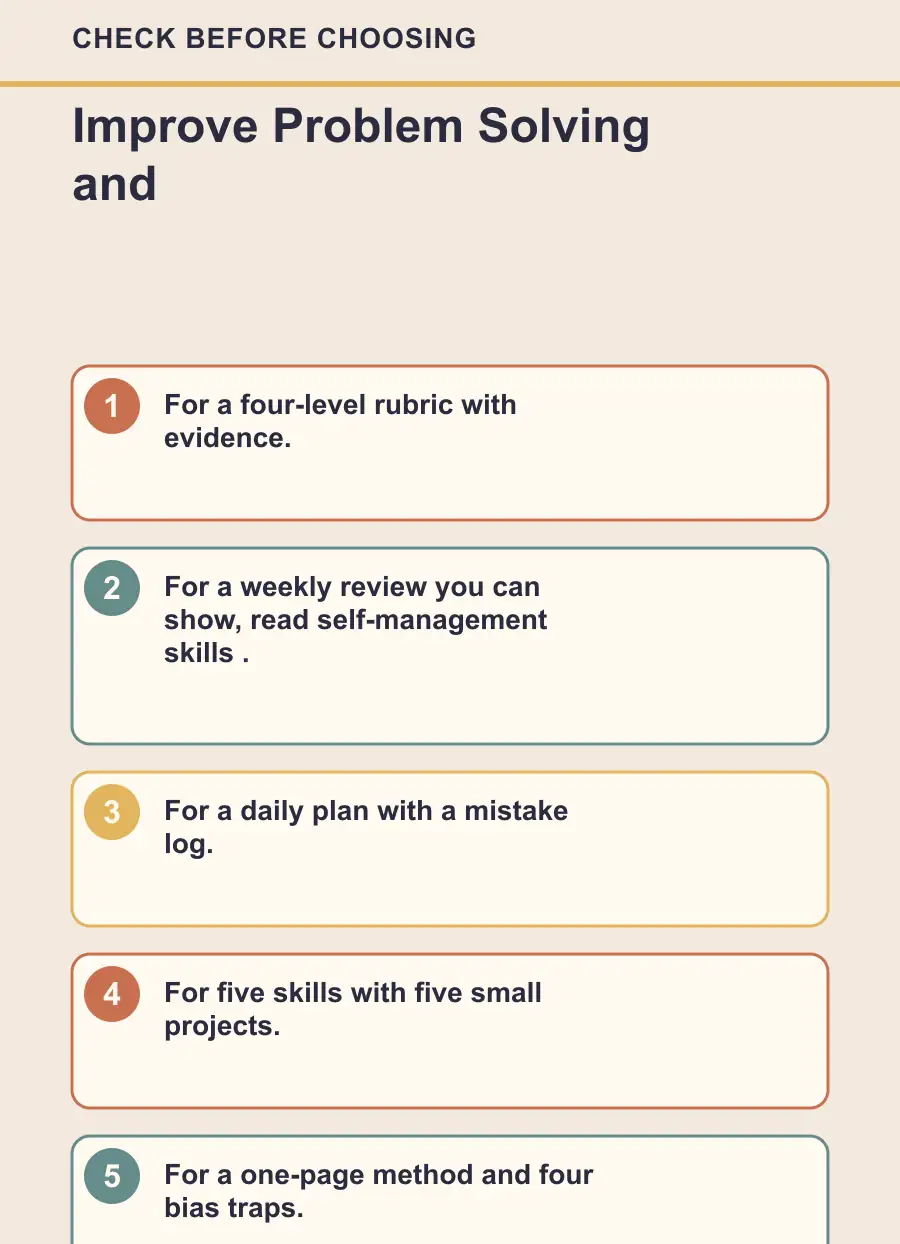 CHECK BEFORE CHOOSING
Improve Problem Solving
and
1
For a four-level rubric with
evidence.
2
For a weekly review you can
show, read self-management
skills .
3
For a daily plan with a mistake
log.
4
For five skills with five small
projects.
5
For a one-page method and four
bias traps.